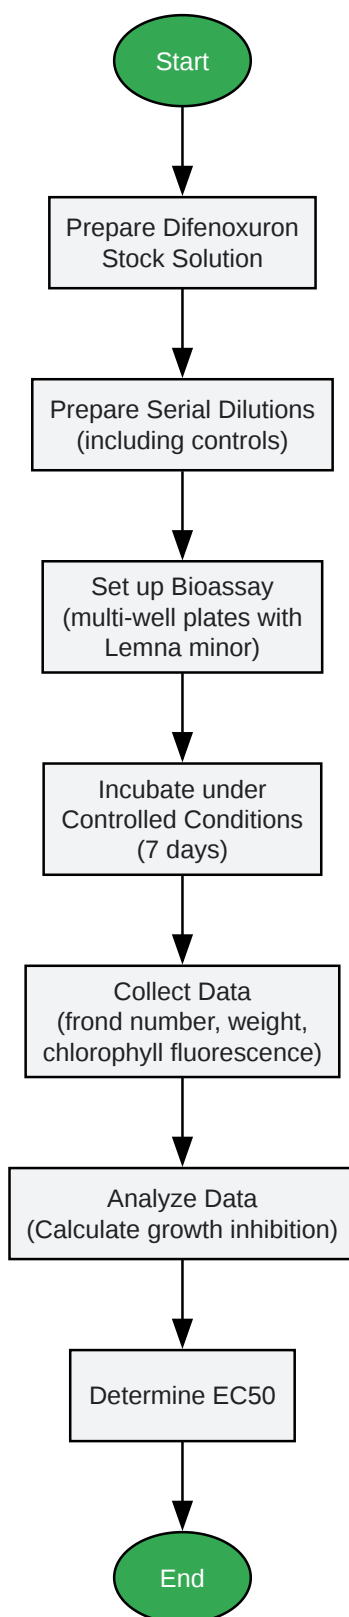 Start
Prepare Difenoxuron
Stock Solution
Prepare Serial Dilutions
(including controls)
Set up Bioassay
(multi-well plates with
Lemna minor)
Incubate under
Controlled Conditions
(7 days)
Collect Data
(frond number, weight,
chlorophyll fluorescence)
Analyze Data
(Calculate growth inhibition)
Determine EC50
End